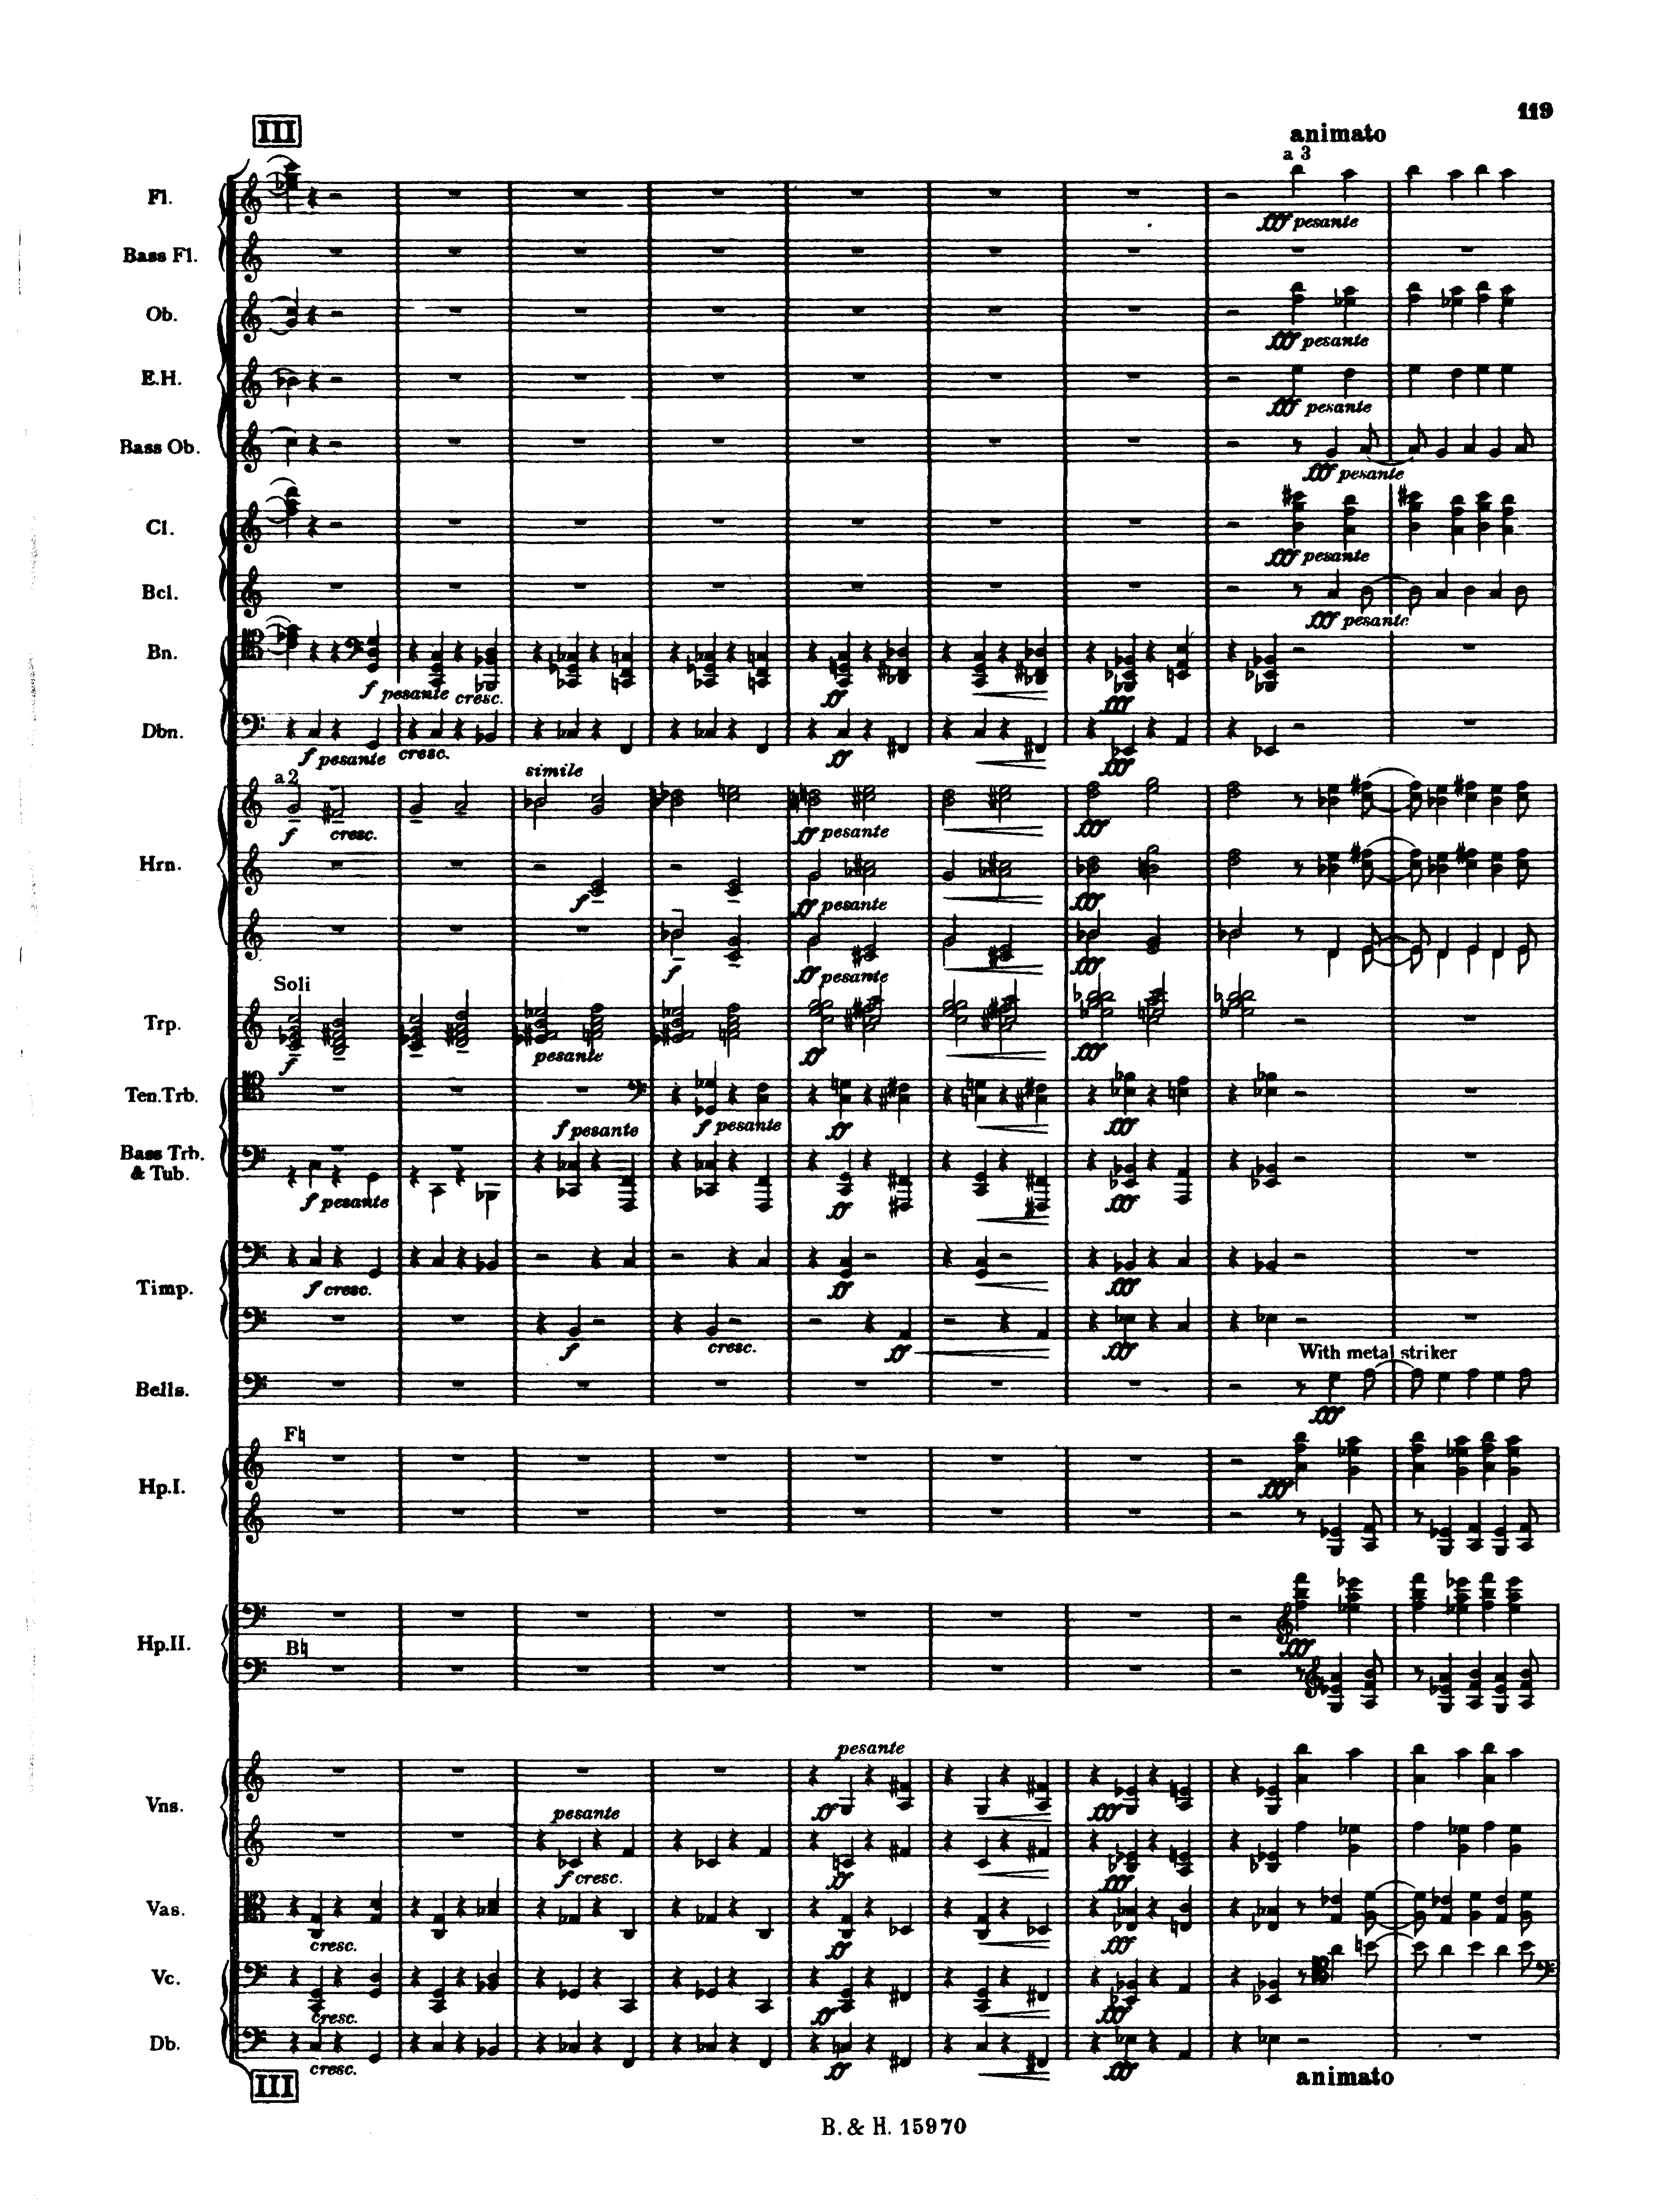 119
III
animato
a 3
Fl.
fff pesante
Bass Fl.
Ob.
fff pesante
E.H.
fff pesante
Bass Ob.
fff pesante
Cl.
fff pesante
Bcl.
fff pesante
Bn.
f pesante cresc. ff fff
Dbn.
f pesante cresc. ff fff
a2 simile
f cresc. ff pesante fff
Hrn.
f ff pesante fff
f ff pesante fff
Soli
Trp.
f pesante ff fff
Ten.Trb.
f pesante f pesante ff fff
Bass Trb.
& Tub.
f pesante ff fff
Timp.
f cresc. ff fff
f cresc. ff fff
With metal striker
Bells.
fff
F♮
Hp.I.
fff
Hp.II.
fff
B♮
pesante
Vns.
ff fff
pesante
f cresc. ff fff
Vas.
cresc. ff fff
Vc.
cresc. ff fff
Db.
cresc. ff fff
III
animato
B. & H. 15970